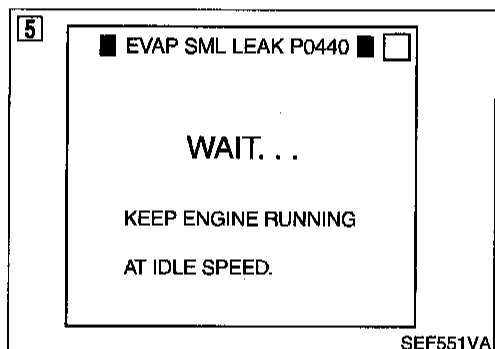 5
EVAP SML LEAK P0440
WAIT. . .
KEEP ENGINE RUNNING
AT IDLE SPEED.
SEF551VA